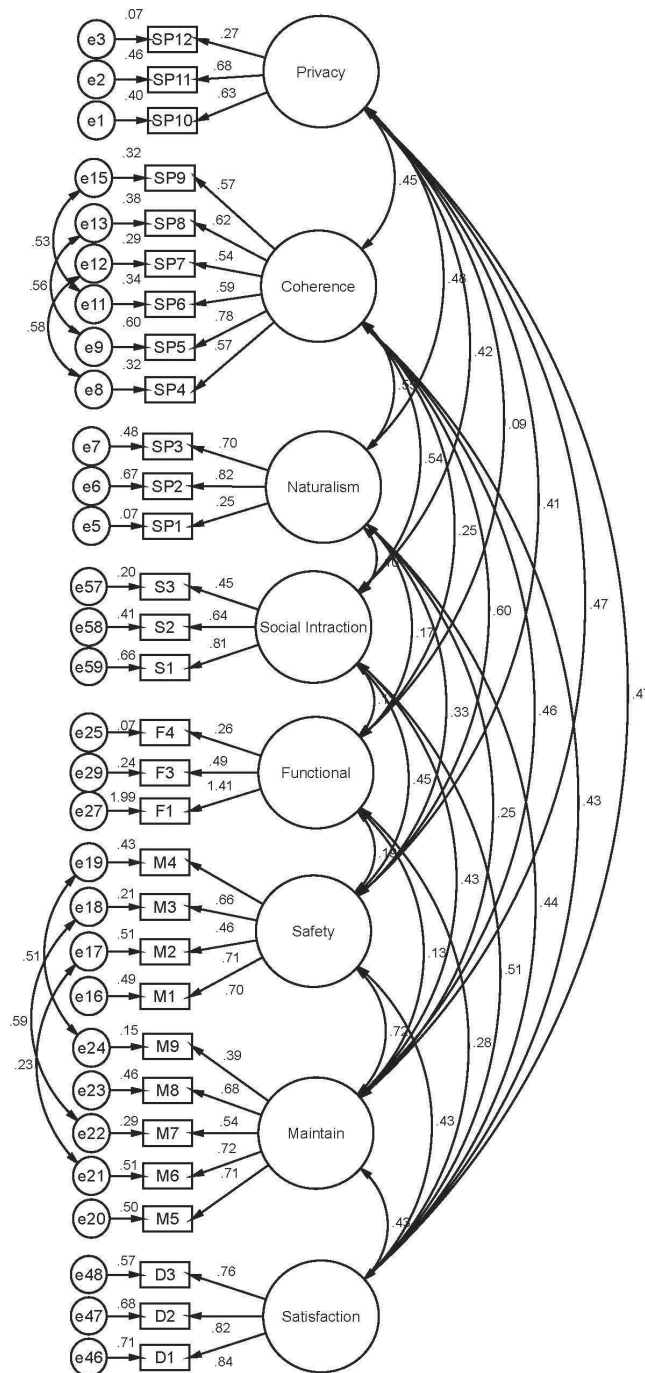 .07
e3 SP12 .27
.46
e2 SP11 .68 Privacy
.40
e1 SP10 .63
.32
e15 SP9 .57 .45
.38
e13 SP8 .62
.29
.53 e12 SP7 .54
.34
.56 e11 SP6 .59 Coherence .48
.60
.58 e9 SP5 .78
.32
e8 SP4 .57 .42
.09
.48
e7 SP3 .70 .54
.67
e6 SP2 .82 Naturalism .25 .41
.07
e5 SP1 .25
.20
e57 S3 .45 .60 .47
.41
e58 S2 .64 Social Intraction .17
.66
e59 S1 .81
.33 .46
.07
e25 F4 .26
.24
e29 F3 .49 Functional .45 .43
1.99
e27 F1 1.41 .25
.43
e19 M4 .43
.21
e18 M3 .66 .44
.51
.51 e17 M2 .46 Safety .51
.49
e16 M1 .71 .13
.70
.59 .15
e24 M9 .39 .72 .28
.23 .46
e23 M8 .68 .43
.29
e22 M7 .54 Maintain
.51
e21 M6 .72
.50
e20 M5 .71 .43
.57
e48 D3 .76
.68
e47 D2 .82 Satisfaction
.71
e46 D1 .84